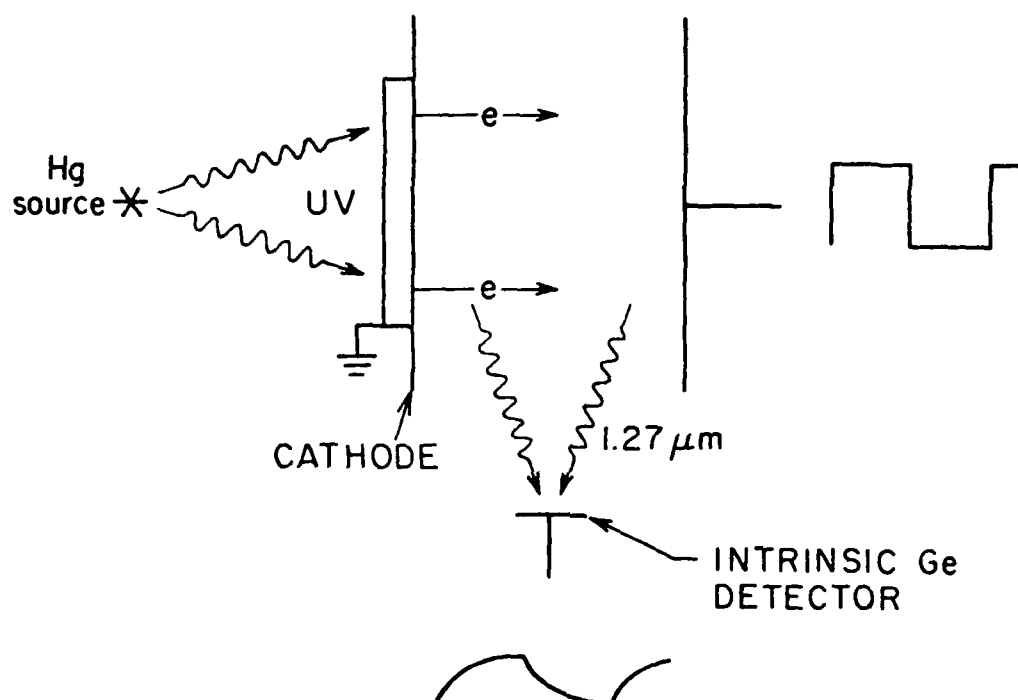 Hg
source
UV
e
e
CATHODE
1.27 μm
INTRINSIC Ge
DETECTOR